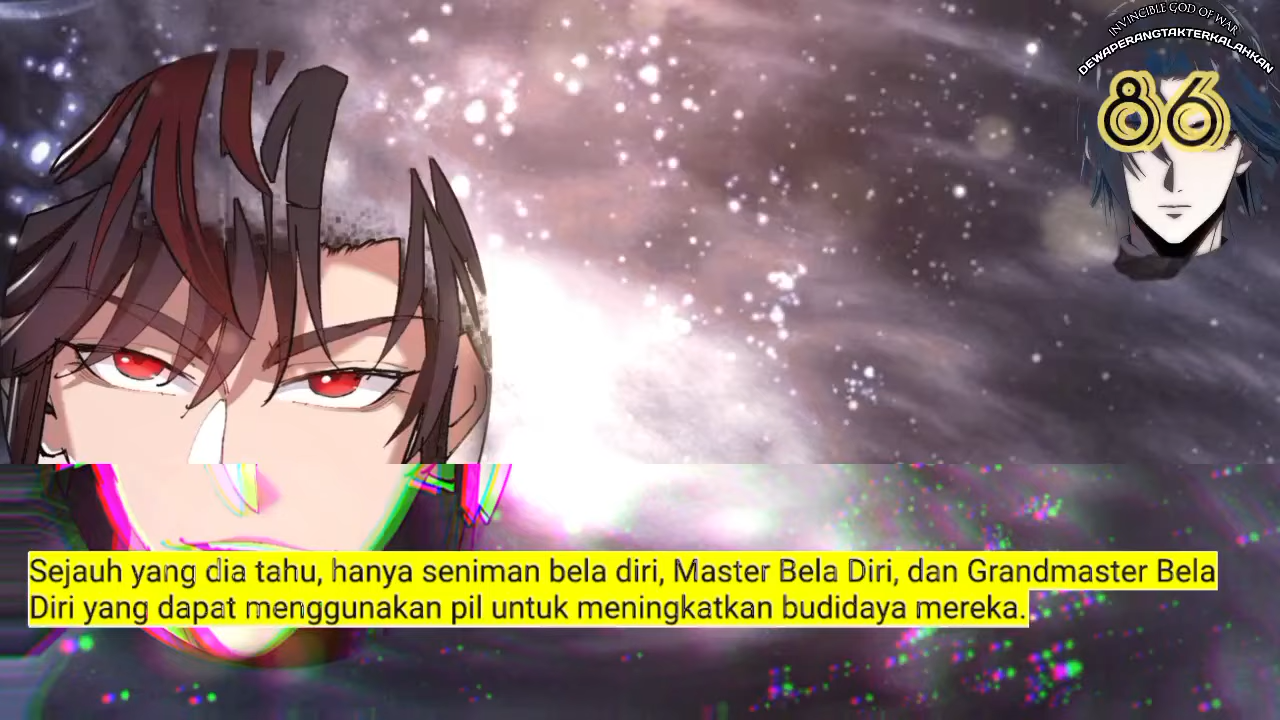 INVINCIBLE GOD OF WAR
DEWAPERANGTAKTERKALAHKAN
86
Sejauh yang dia tahu, hanya seniman bela diri, Master Bela Diri, dan Grandmaster Bela
Diri yang dapat menggunakan pil untuk meningkatkan budidaya mereka.